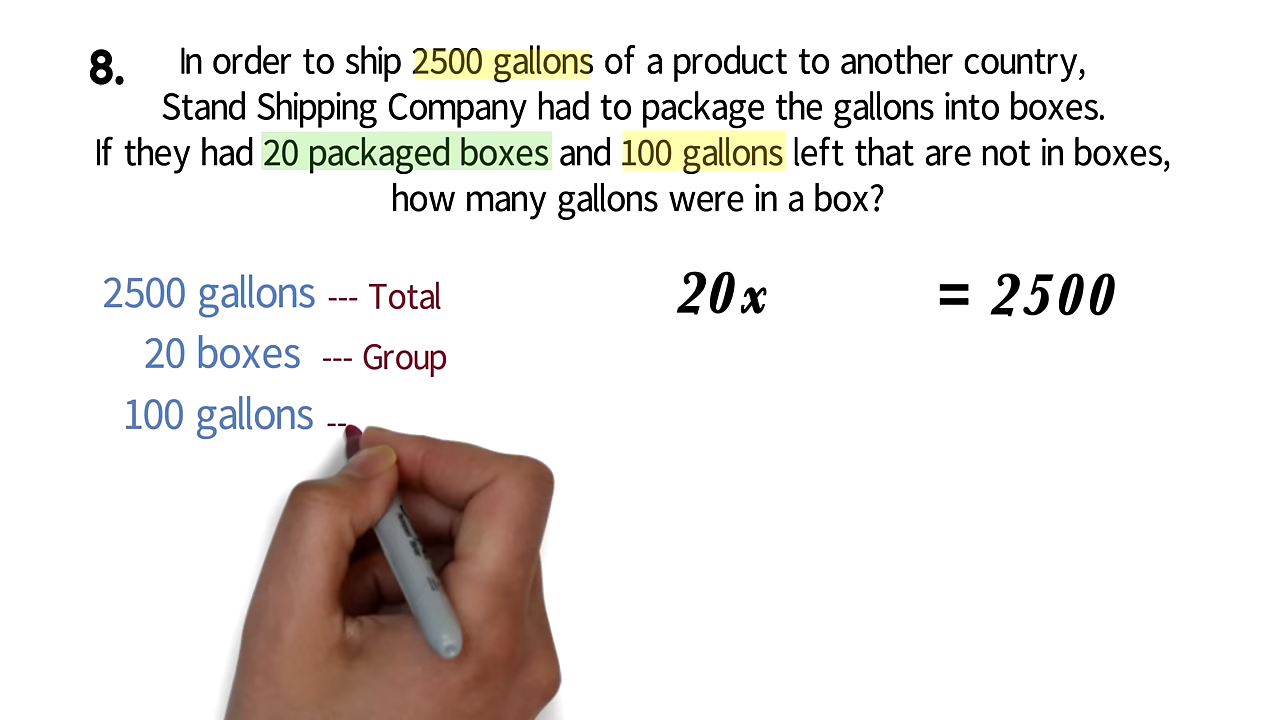 8. In order to ship 2500 gallons of a product to another country,
Stand Shipping Company had to package the gallons into boxes.
If they had 20 packaged boxes and 100 gallons left that are not in boxes,
how many gallons were in a box?
2500 gallons --- Total
20x = 2500
20 boxes --- Group
100 gallons --